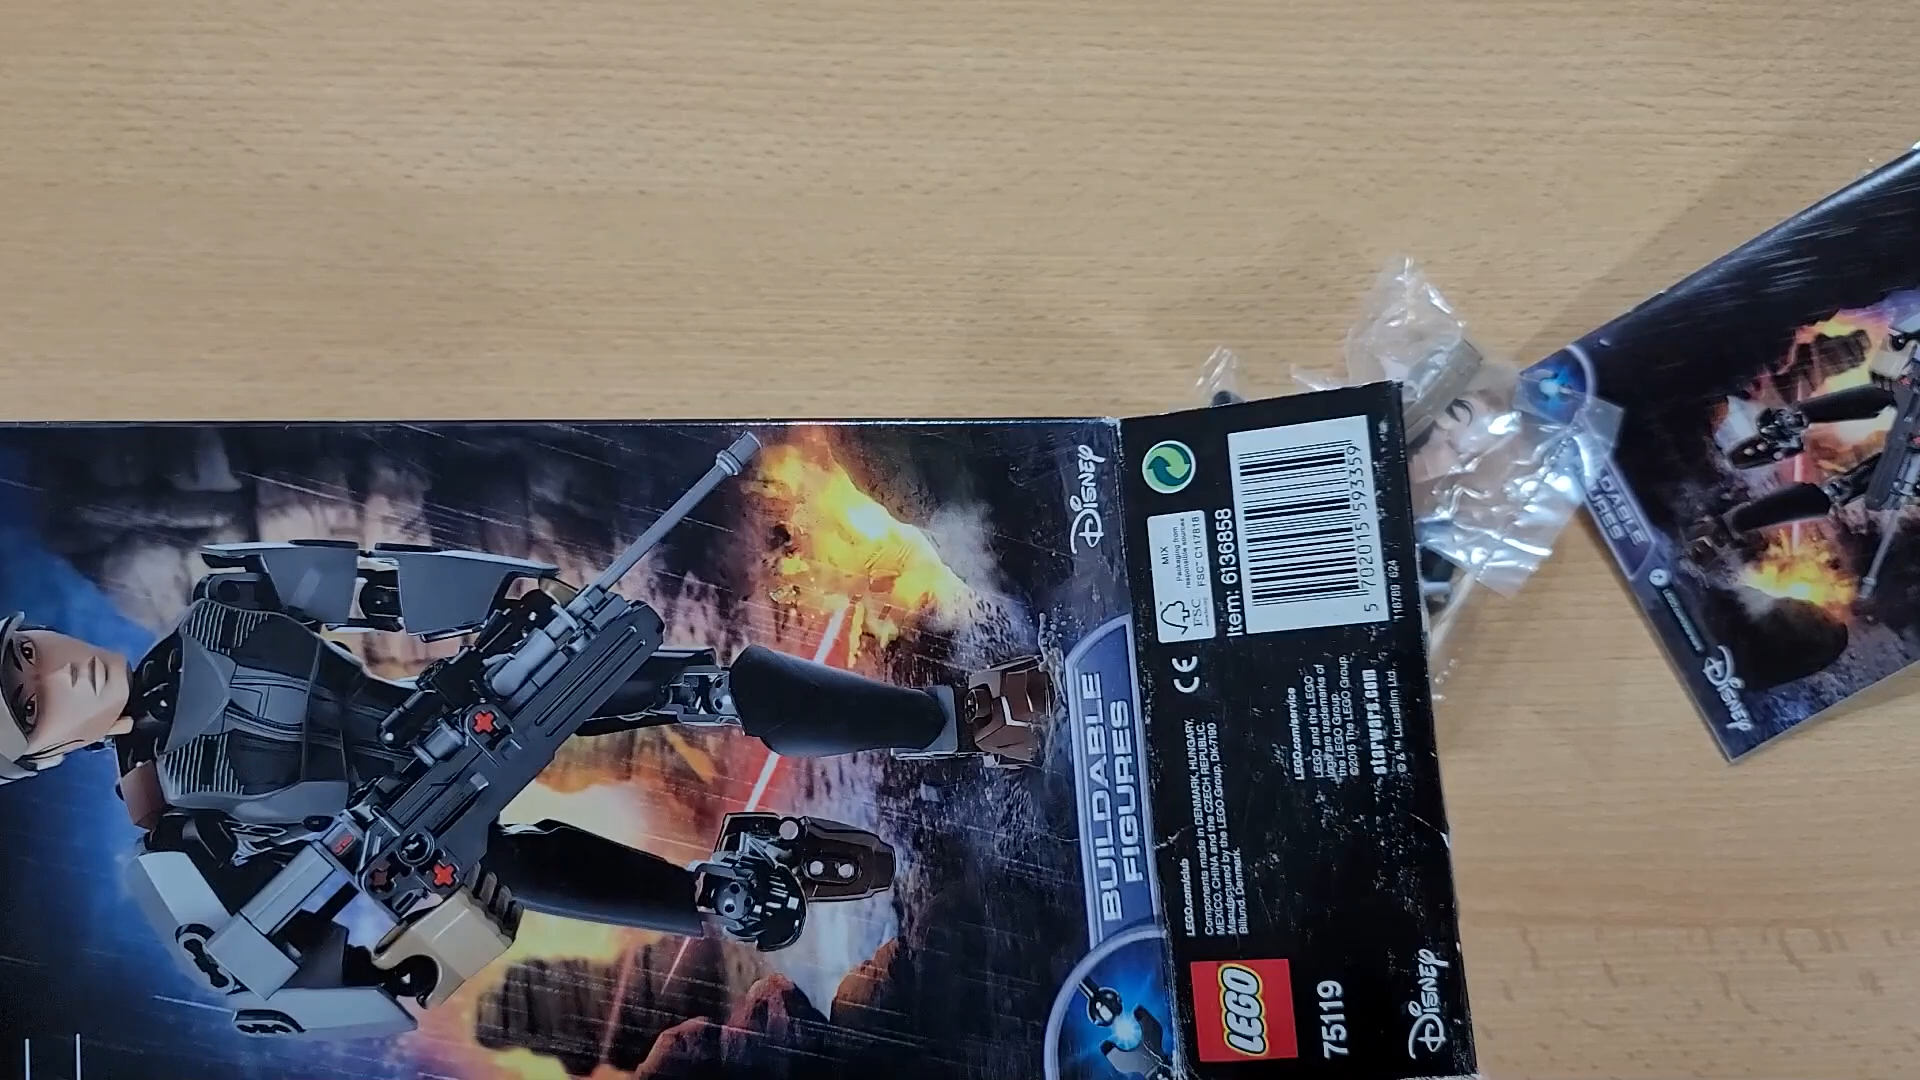 DISNEY
BUILDABLE
FIGURES
MIX
Packaging from
responsible sources
FSC™ C117818
FSC
Item: 6136858
5 702015 593359
118789 624
CE
LEGO.com/service
LEGO and the LEGO
Logo are trademarks of
the LEGO Group.
©2016 The LEGO Group.
starwars.com
© & ™ Lucasfilm Ltd.
LEGO.com/club
Components made in DENMARK, HUNGARY,
MEXICO, CHINA and the CZECH REPUBLIC.
Manufactured by the LEGO Group, DK-7190
Billund, Denmark.
LEGO
75119
DISNEY
DISNEY